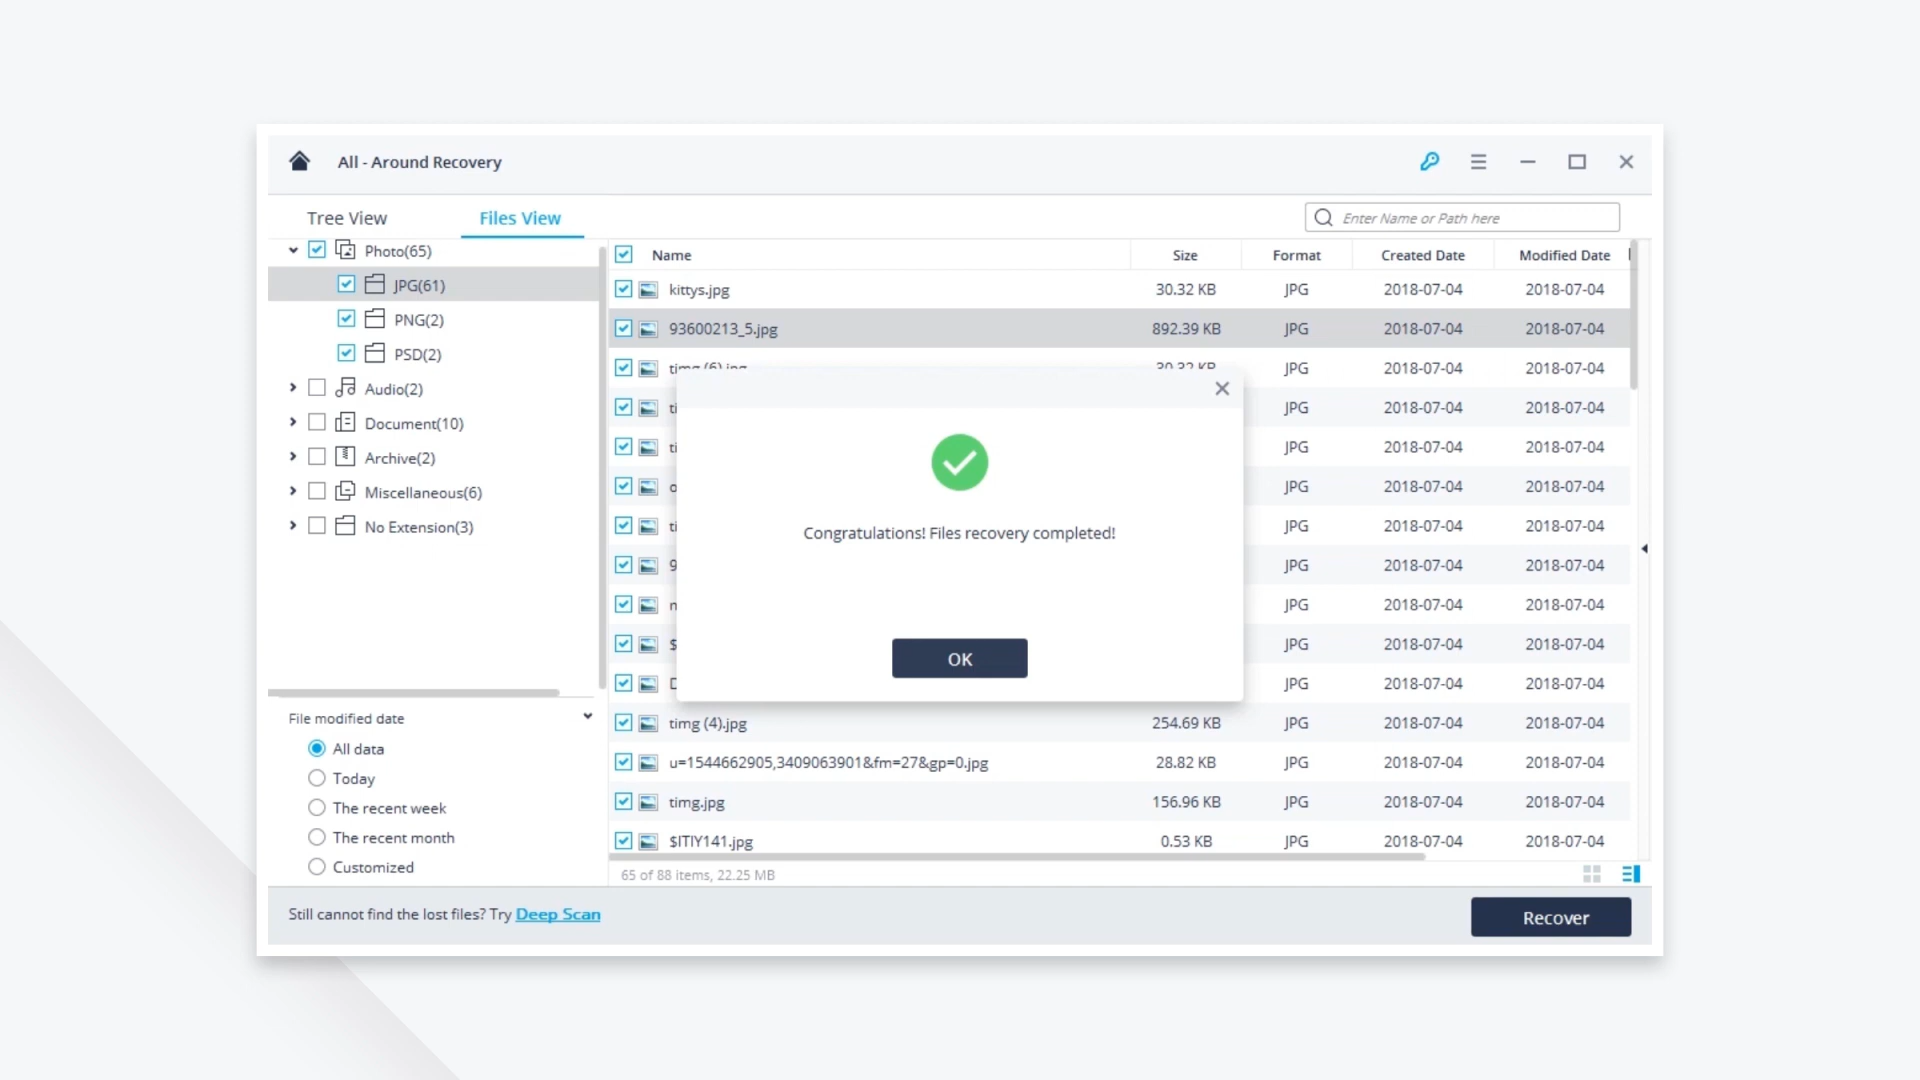 All - Around Recovery
Tree View
Files View
Enter Name or Path here
Photo(65)
JPG(61)
PNG(2)
PSD(2)
Audio(2)
Document(10)
Archive(2)
Miscellaneous(6)
No Extension(3)
File modified date
All data
Today
The recent week
The recent month
Customized
Name Size Format Created Date Modified Date
kittys.jpg 30.32 KB JPG 2018-07-04 2018-07-04
93600213_5.jpg 892.39 KB JPG 2018-07-04 2018-07-04
timg (6).jpg 30.32 KB JPG 2018-07-04 2018-07-04
JPG 2018-07-04 2018-07-04
JPG 2018-07-04 2018-07-04
JPG 2018-07-04 2018-07-04
JPG 2018-07-04 2018-07-04
JPG 2018-07-04 2018-07-04
JPG 2018-07-04 2018-07-04
JPG 2018-07-04 2018-07-04
JPG 2018-07-04 2018-07-04
timg (4).jpg 254.69 KB JPG 2018-07-04 2018-07-04
u=1544662905,3409063901&fm=27&gp=0.jpg 28.82 KB JPG 2018-07-04 2018-07-04
timg.jpg 156.96 KB JPG 2018-07-04 2018-07-04
$ITIY141.jpg 0.53 KB JPG 2018-07-04 2018-07-04
Congratulations! Files recovery completed!
OK
65 of 88 items, 22.25 MB
Still cannot find the lost files? Try Deep Scan
Recover